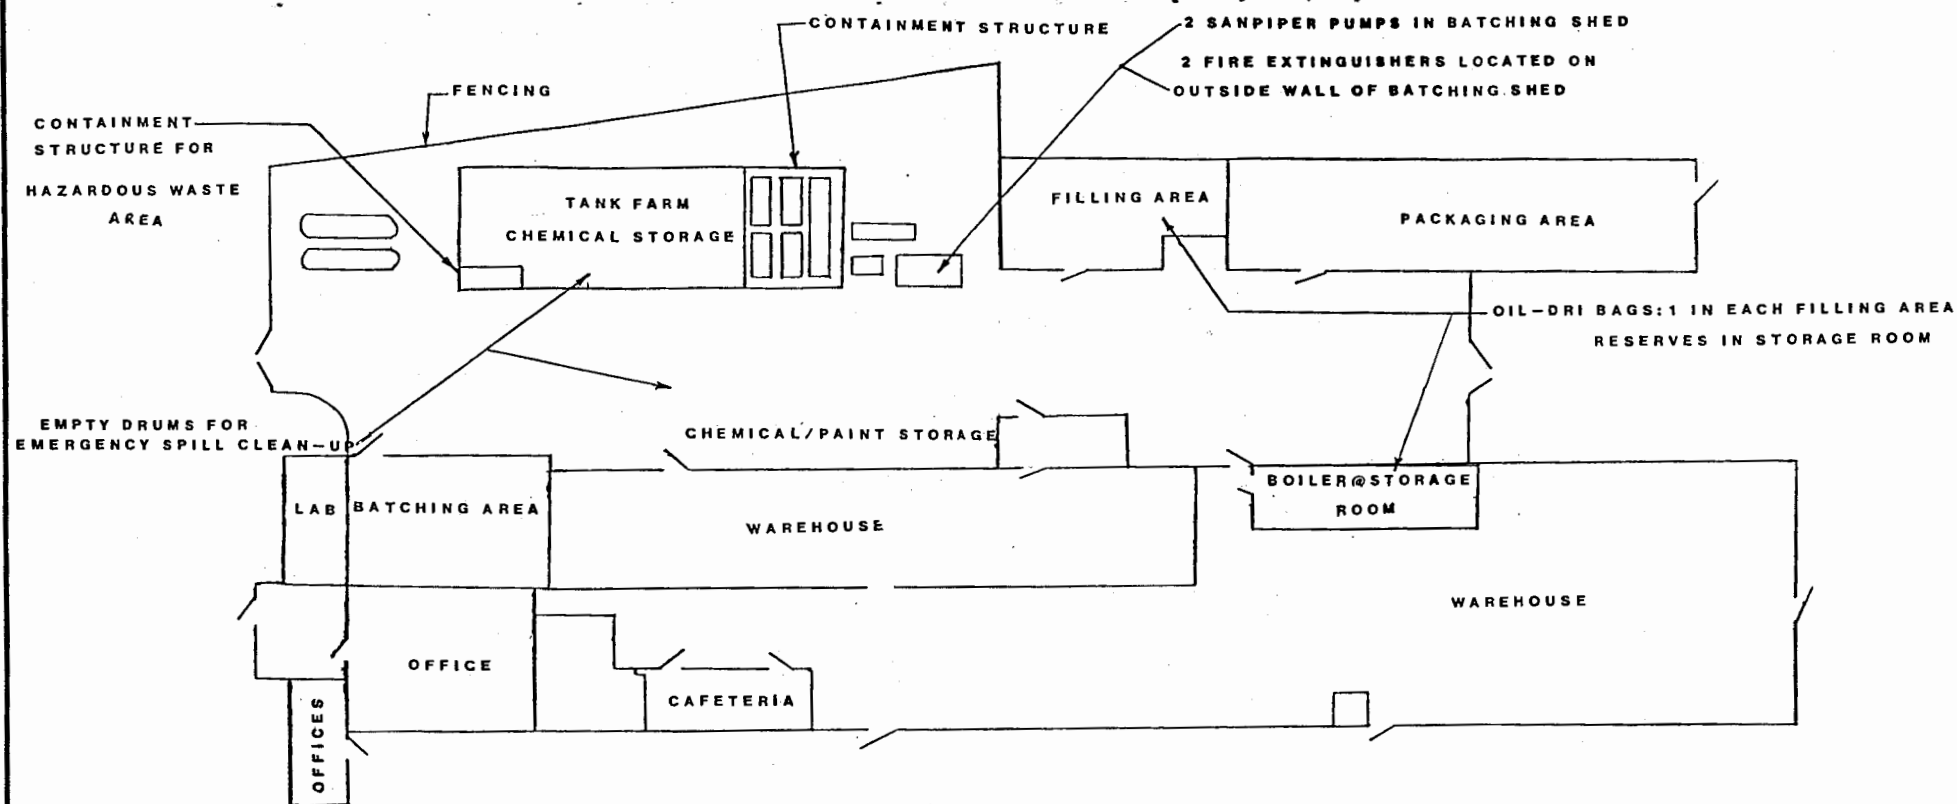 CONTAINMENT STRUCTURE
2 SANPIPER PUMPS IN BATCHING SHED
2 FIRE EXTINGUISHERS LOCATED ON
OUTSIDE WALL OF BATCHING SHED
FENCING
CONTAINMENT
STRUCTURE FOR
HAZARDOUS WASTE
AREA
TANK FARM
CHEMICAL STORAGE
FILLING AREA
PACKAGING AREA
OIL-DRI BAGS: 1 IN EACH FILLING AREA
RESERVES IN STORAGE ROOM
EMPTY DRUMS FOR
EMERGENCY SPILL CLEAN-UP
CHEMICAL/PAINT STORAGE
LAB
BATCHING AREA
WAREHOUSE
BOILER@STORAGE
ROOM
WAREHOUSE
OFFICE
CAFETERIA
OFFICES